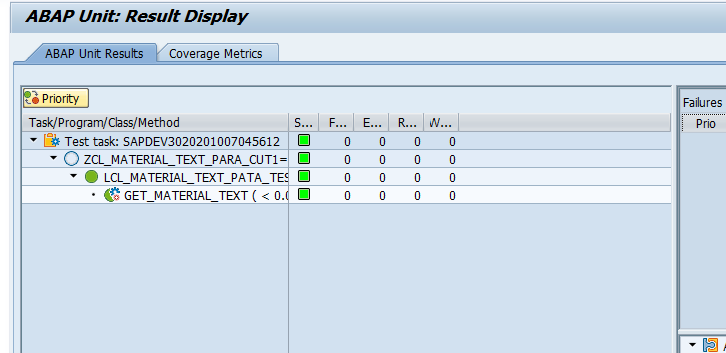 ABAP Unit: Result Display
ABAP Unit Results Coverage Metrics
Priority
Task/Program/Class/Method S... F... E... R... W...
Test task: SAPDEV3020201007045612 0 0 0 0
ZCL_MATERIAL_TEXT_PARA_CUT1= 0 0 0 0
LCL_MATERIAL_TEXT_PATA_TES 0 0 0 0
GET_MATERIAL_TEXT ( < 0.0 0 0 0 0
Failures
Prio